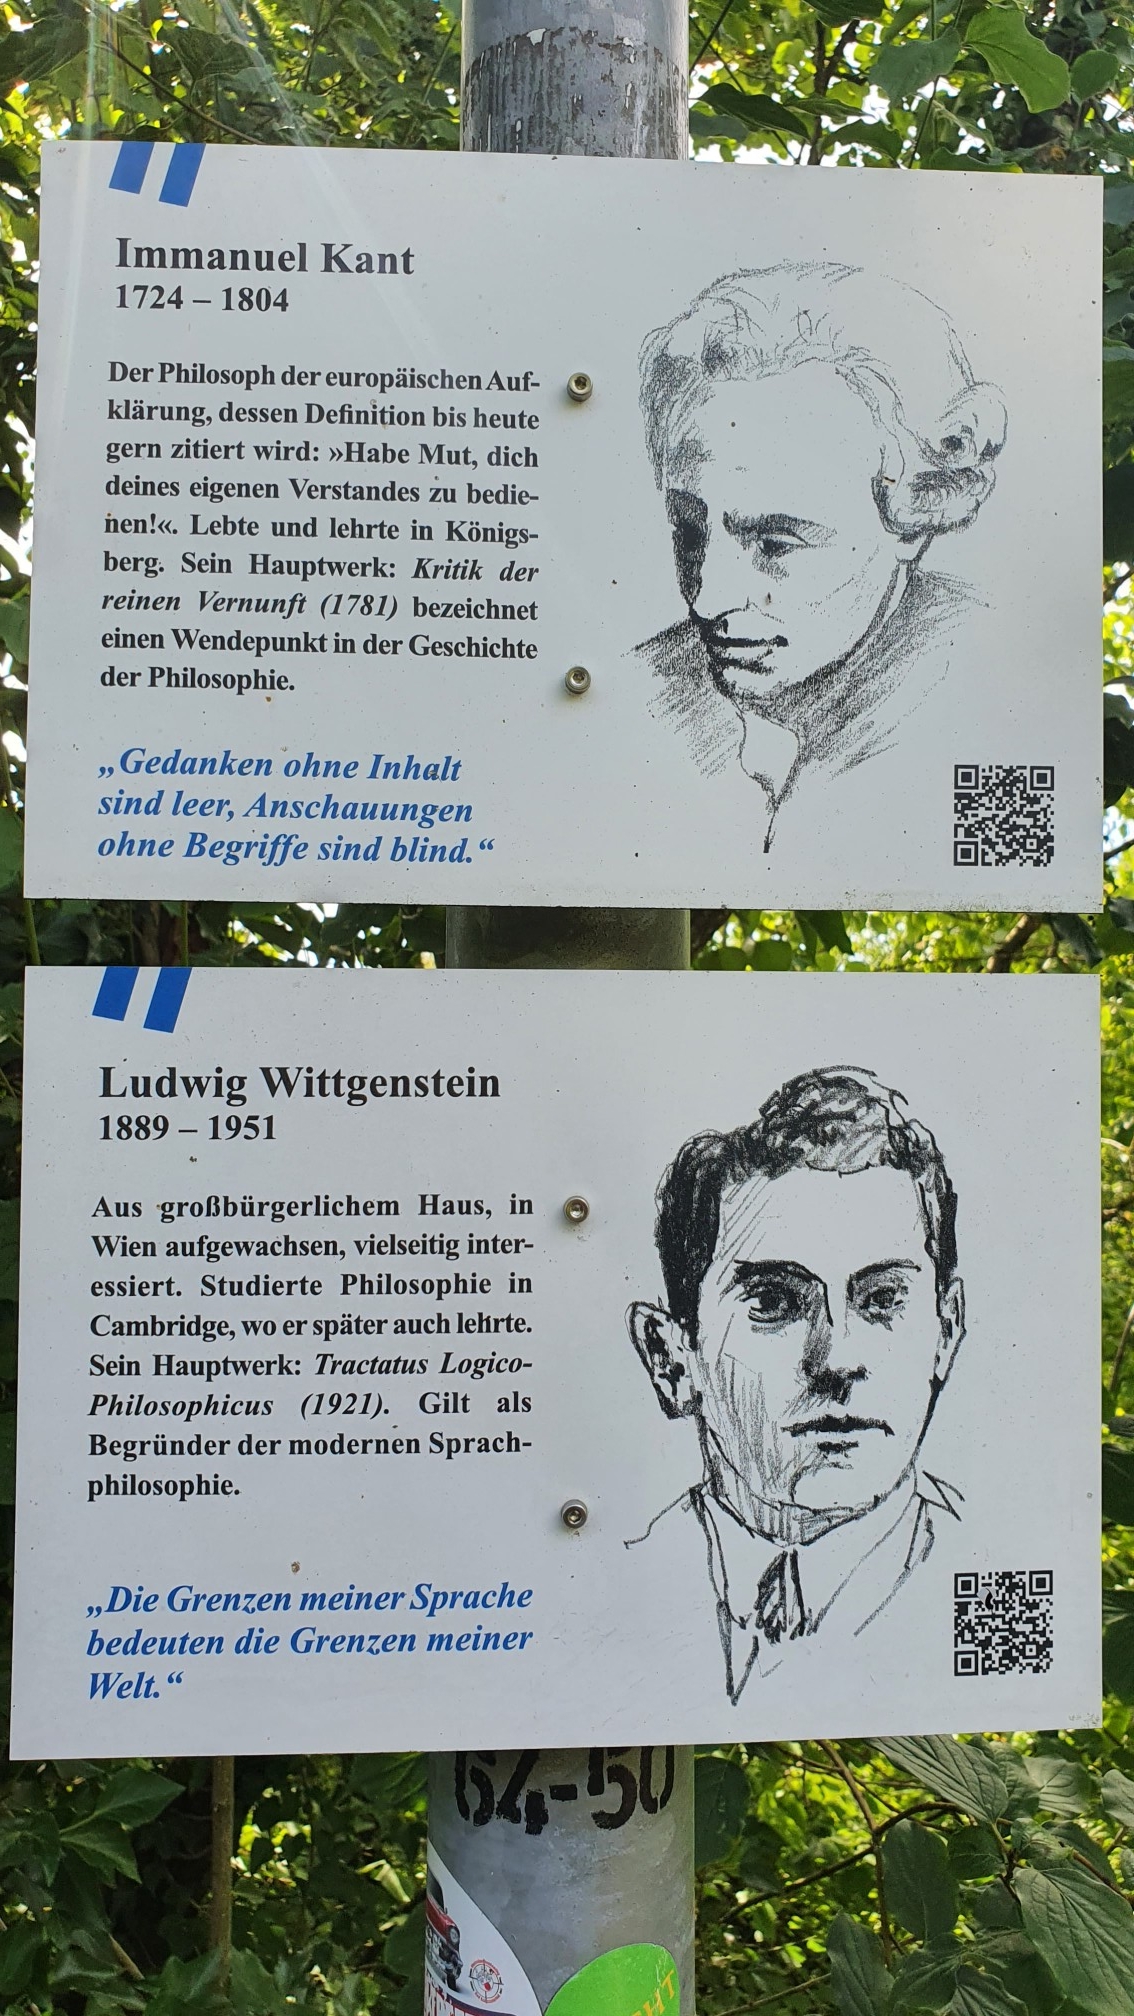 Immanuel Kant
1724 – 1804
Der Philosoph der europäischen Auf-
klärung, dessen Definition bis heute
gern zitiert wird: »Habe Mut, dich
deines eigenen Verstandes zu bedie-
nen!«. Lebte und lehrte in Königs-
berg. Sein Hauptwerk: Kritik der
reinen Vernunft (1781) bezeichnet
einen Wendepunkt in der Geschichte
der Philosophie.
„Gedanken ohne Inhalt
sind leer, Anschauungen
ohne Begriffe sind blind.“
Ludwig Wittgenstein
1889 – 1951
Aus großbürgerlichem Haus, in
Wien aufgewachsen, vielseitig inter-
essiert. Studierte Philosophie in
Cambridge, wo er später auch lehrte.
Sein Hauptwerk: Tractatus Logico-
Philosophicus (1921). Gilt als
Begründer der modernen Sprach-
philosophie.
„Die Grenzen meiner Sprache
bedeuten die Grenzen meiner
Welt.“
64-50